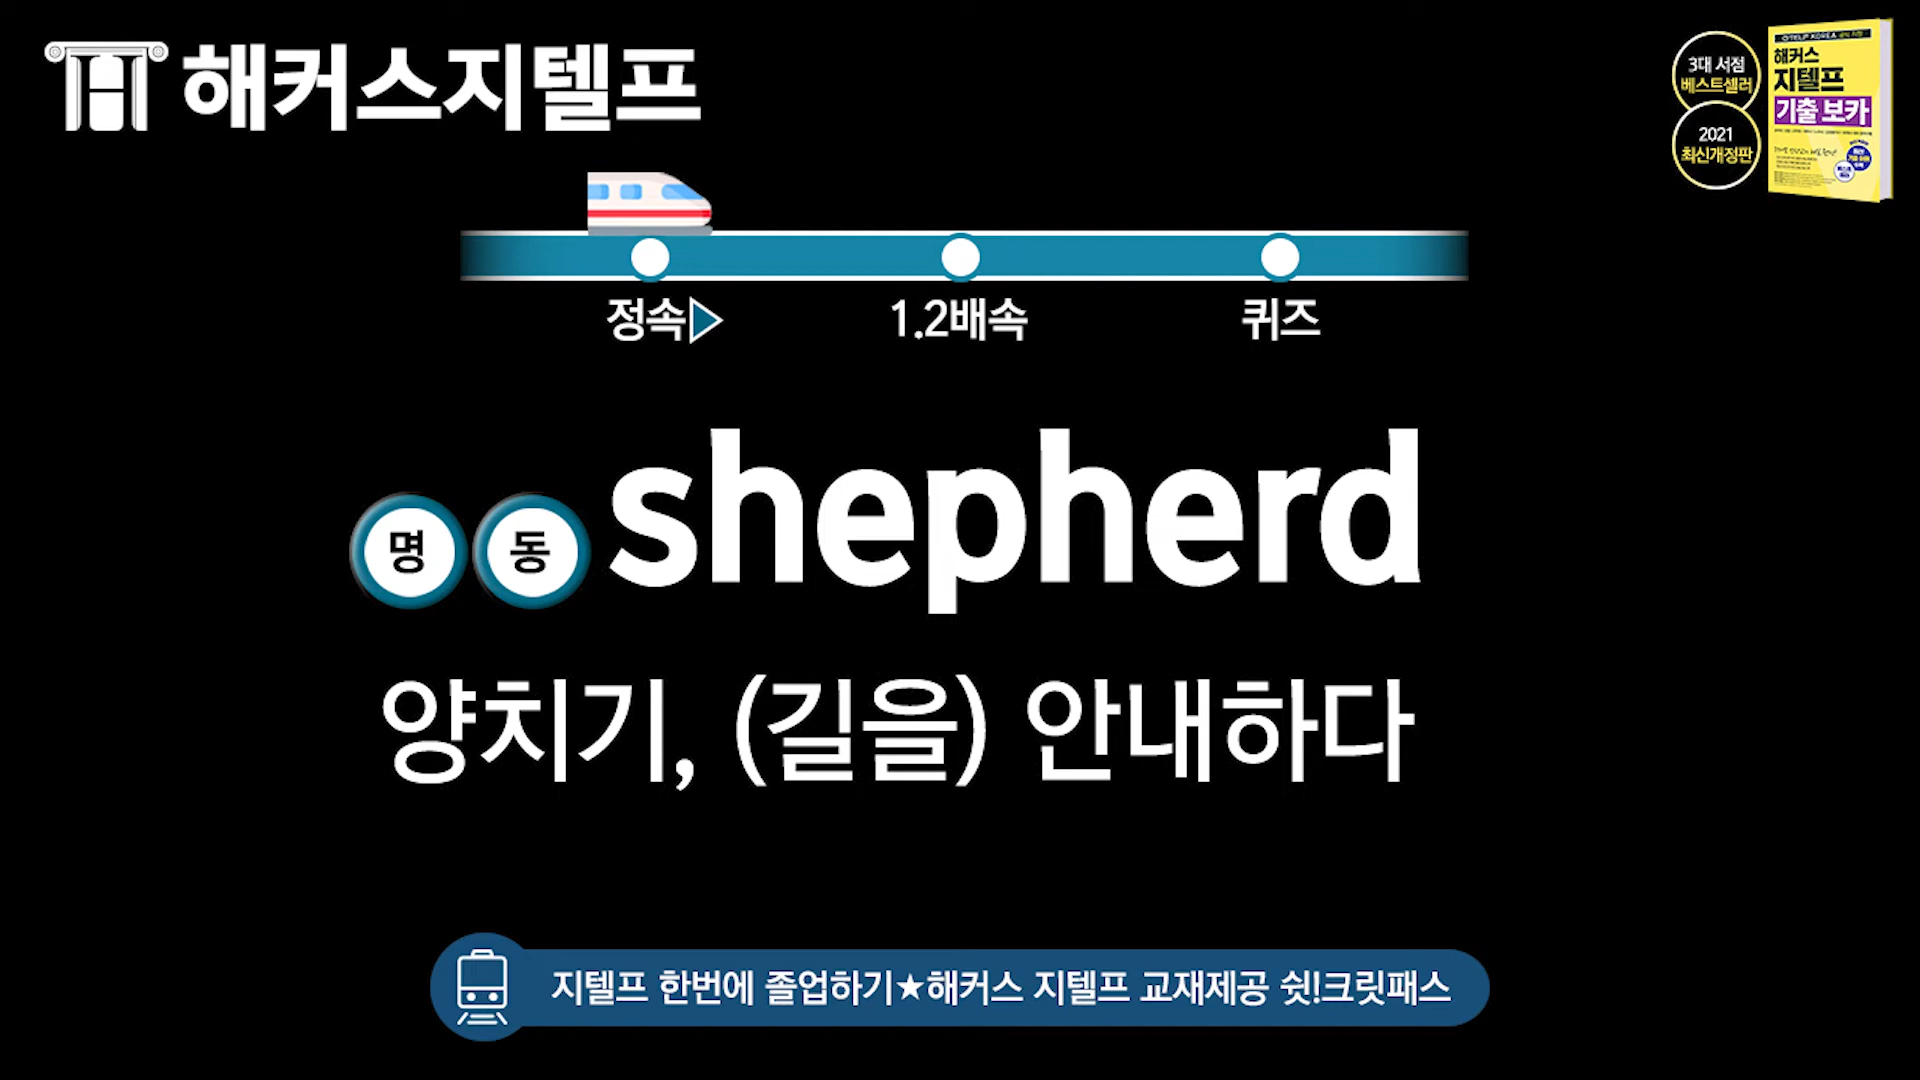 해커스지텔프
3대 서점
베스트셀러
2021
최신개정판
해커스
지텔프
기출 보카
정속
1.2배속
퀴즈
명 동 shepherd
양치기, (길을) 안내하다
지텔프 한번에 졸업하기★해커스 지텔프 교재제공 쉿!크릿패스